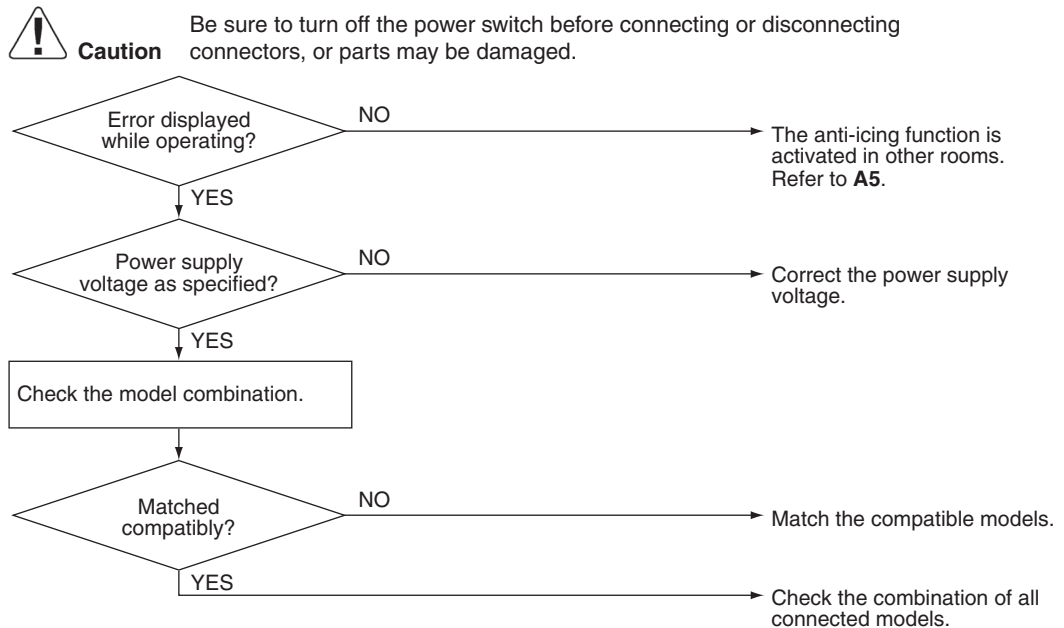 Be sure to turn off the power switch before connecting or disconnecting
Caution connectors, or parts may be damaged.
Error displayed
while operating?
NO
The anti-icing function is
activated in other rooms.
Refer to A5.
YES
Power supply
voltage as specified?
NO
Correct the power supply
voltage.
YES
Check the model combination.
Matched
compatibly?
NO
Match the compatible models.
YES
Check the combination of all
connected models.